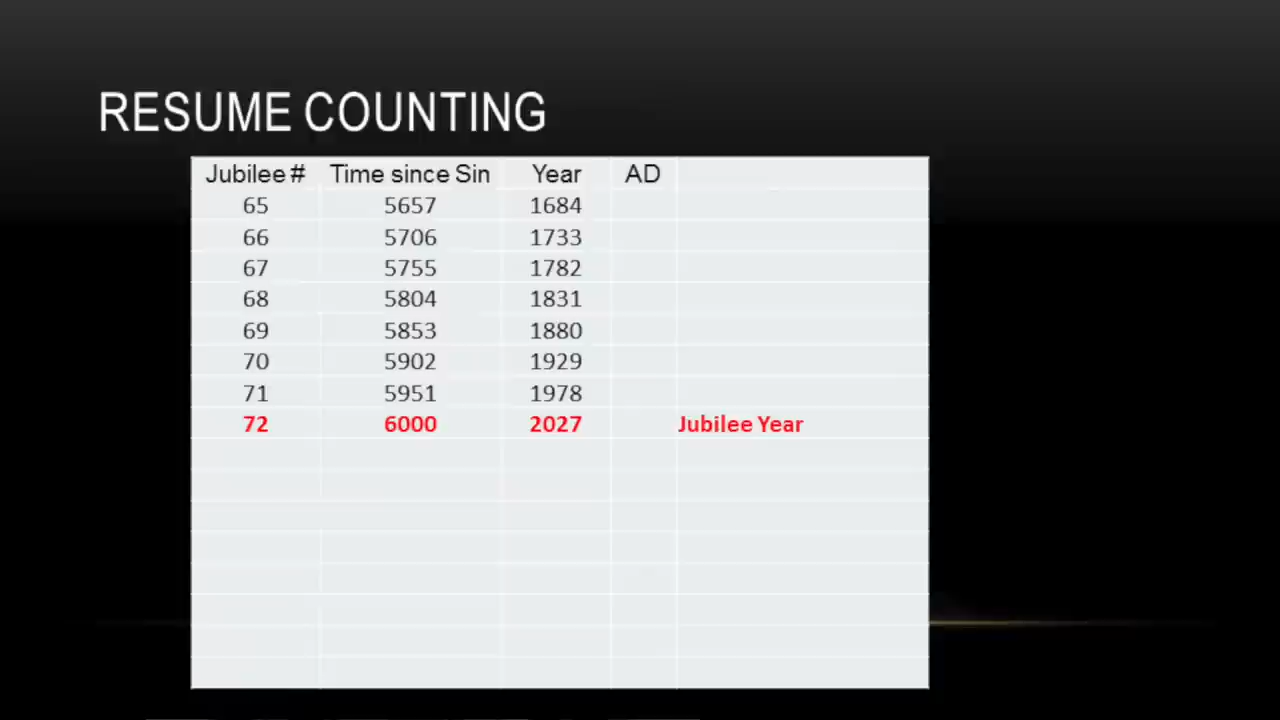 RESUME COUNTING
Jubilee # Time since Sin Year AD
65 5657 1684
66 5706 1733
67 5755 1782
68 5804 1831
69 5853 1880
70 5902 1929
71 5951 1978
72 6000 2027 Jubilee Year